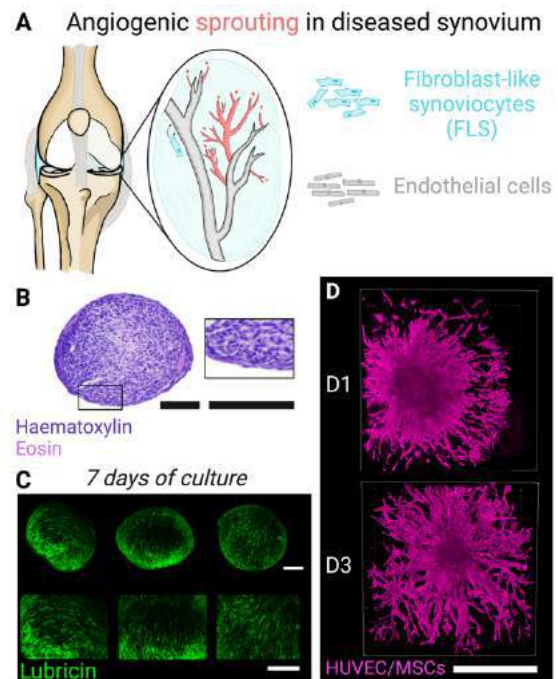 A Angiogenic sprouting in diseased synovium
Fibroblast-like
synoviocytes
(FLS)
Endothelial cells
B
Haematoxylin
Eosin
C 7 days of culture
Lubricin
D
D1
D3
HUVEC/MSCs